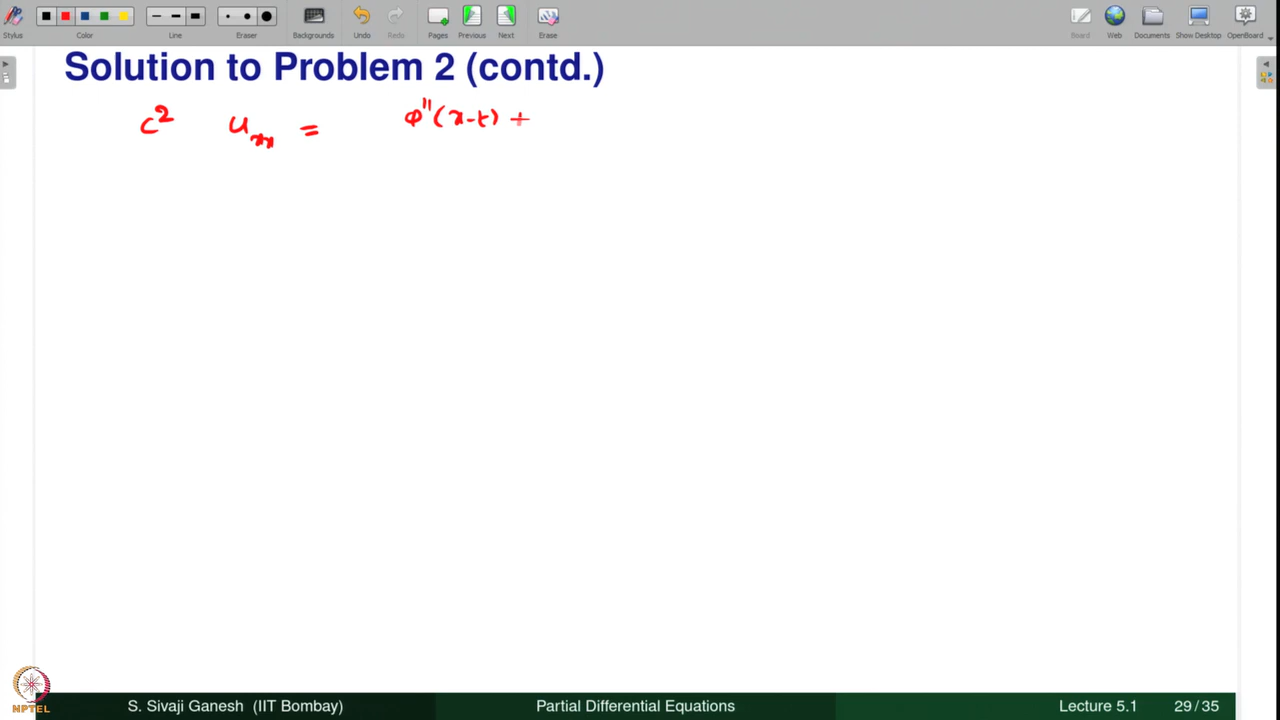 Stylus Color Line Eraser Backgrounds Undo Redo Pages Previous Next Erase Board Web Documents Show Desktop OpenBoard
Solution to Problem 2 (contd.)
c² u_xx = φ''(x-t) +
NPTEL
S. Sivaji Ganesh (IIT Bombay) Partial Differential Equations Lecture 5.1 29/35